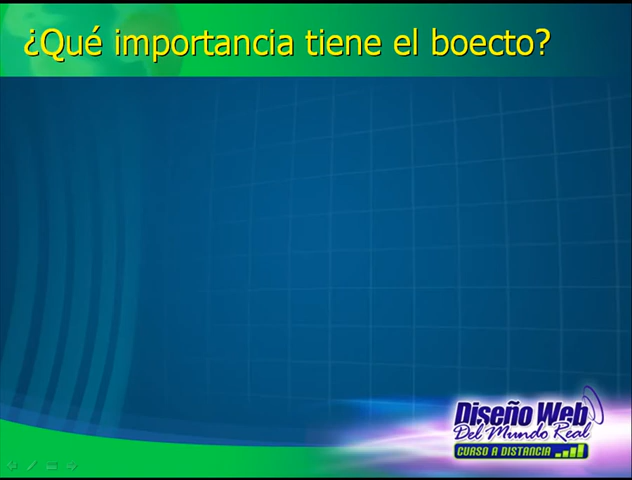 ¿Qué importancia tiene el boecto?
Diseño Web
Del Mundo Real
CURSO A DISTANCIA